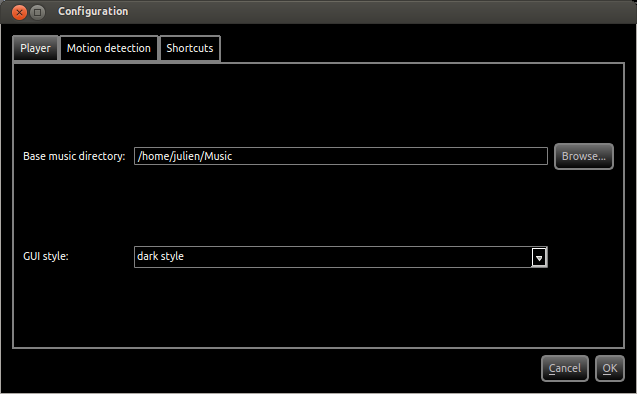 Configuration
Player Motion detection Shortcuts
Base music directory: /home/julien/Music Browse...
GUI style: dark style
Cancel OK